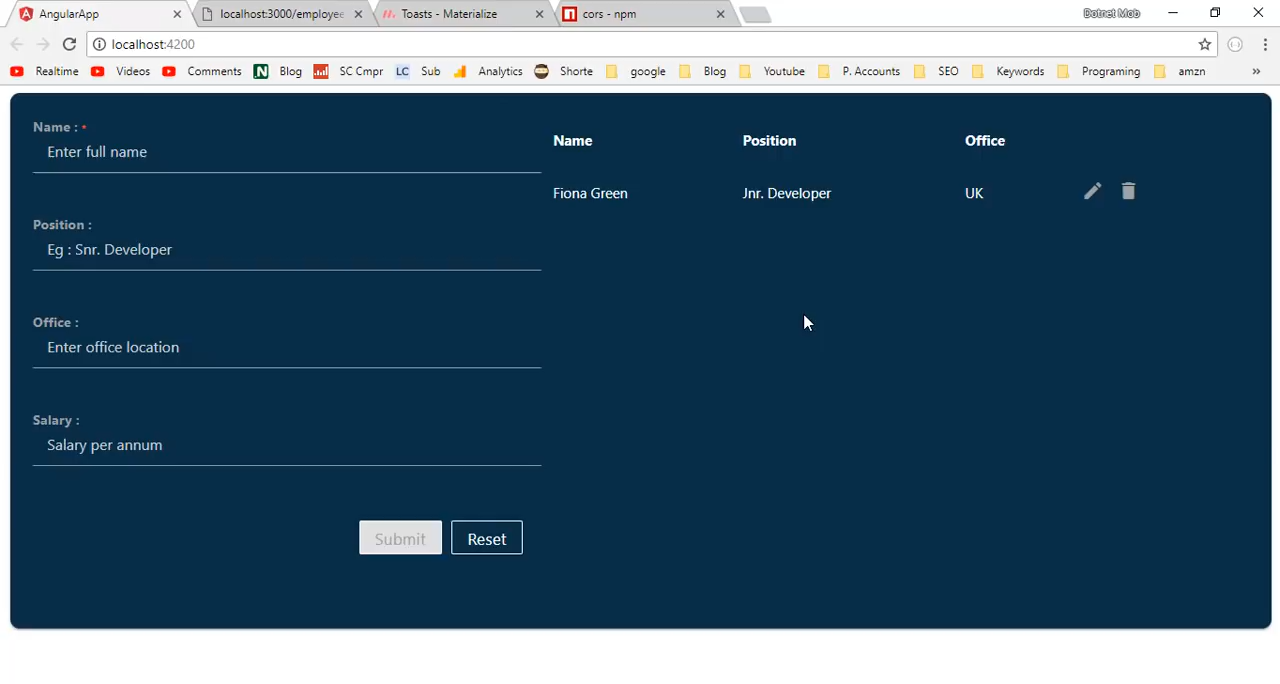 AngularApp
localhost:3000/employee
Toasts - Materialize
cors - npm
Dotnet Mob
localhost:4200
Realtime
Videos
Comments
N
Blog
SC Cmpr
LC
Sub
Analytics
Shorte
google
Blog
Youtube
P. Accounts
SEO
Keywords
Programing
amzn
»
Name : *
Enter full name
Position :
Eg : Snr. Developer
Office :
Enter office location
Salary :
Salary per annum
Submit
Reset
Name Position Office
Fiona Green Jnr. Developer UK